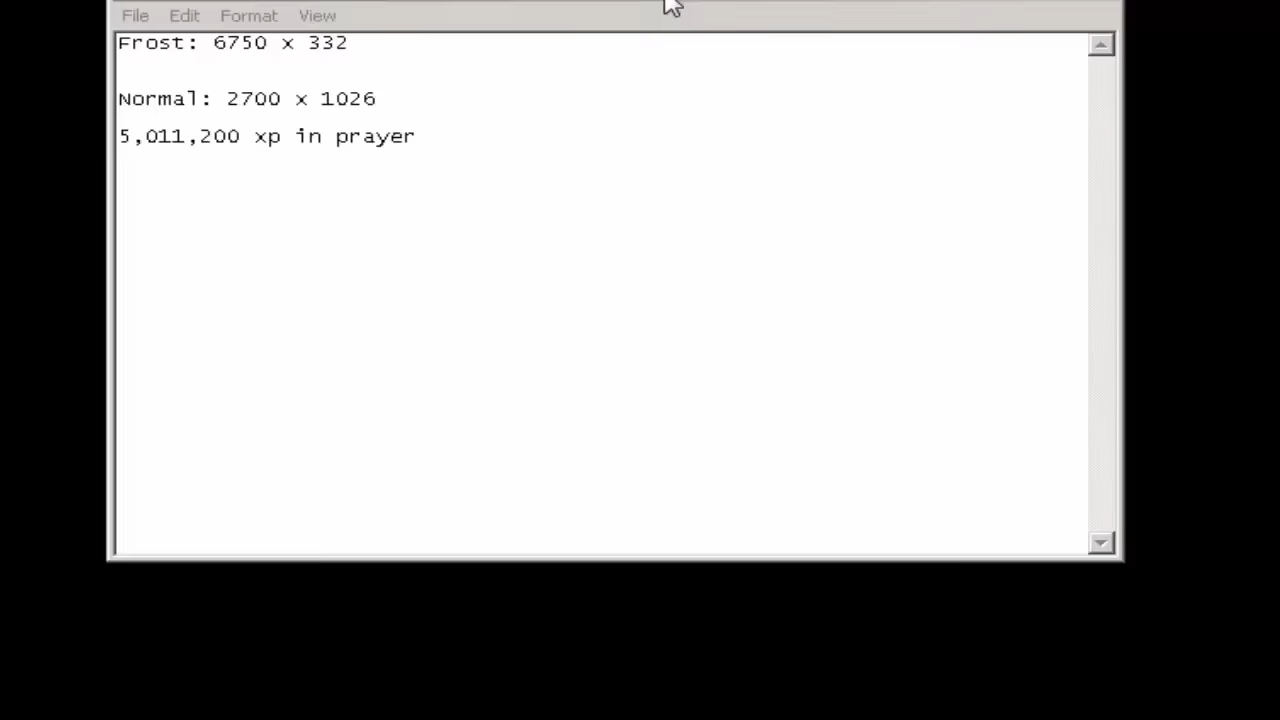 File Edit Format View
Frost: 6750 x 332
Normal: 2700 x 1026
5,011,200 xp in prayer